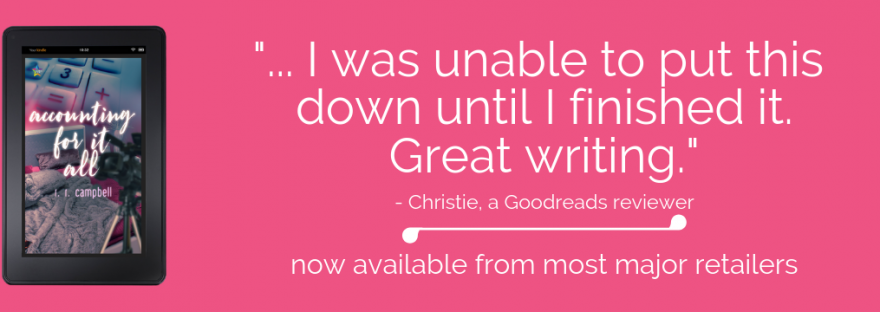 accounting
for it
all
"... I was unable to put this
down until I finished it.
Great writing."
- Christie, a Goodreads reviewer
now available from most major retailers